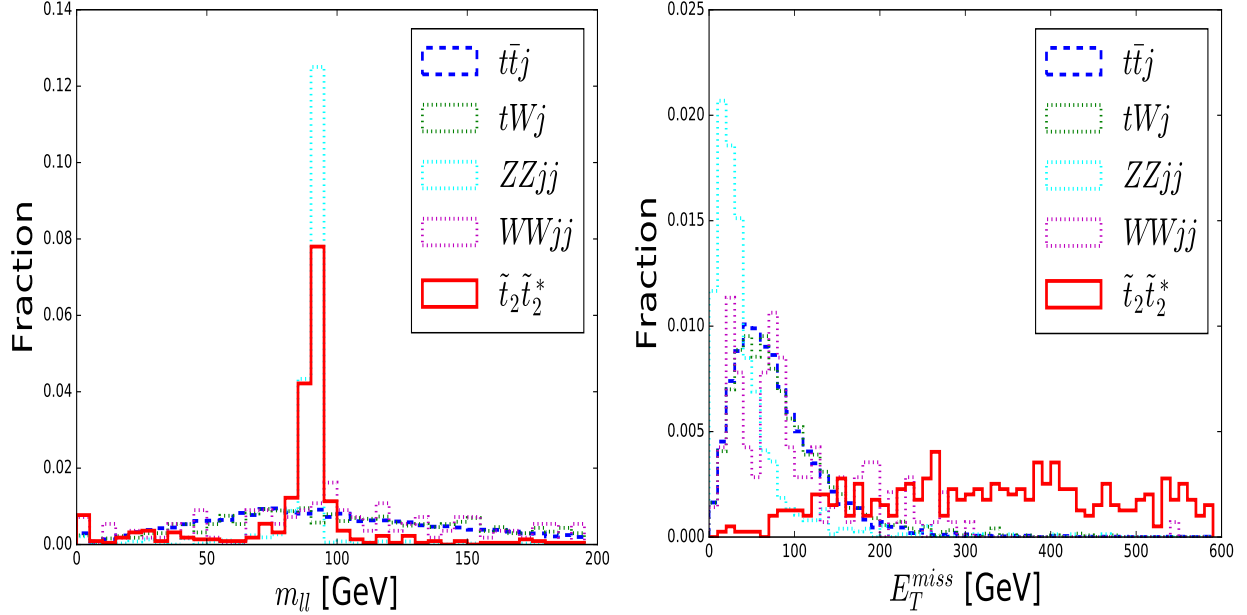 0.14
0.12
0.10
0.08
0.06
0.04
0.02
0.00
Fraction
0 50 100 150 200
m_ll [GeV]
tt̄j
tWj
ZZjj
WWjj
t̃₂t̃₂*
0.025
0.020
0.015
0.010
0.005
0.000
Fraction
0 100 200 300 400 500 600
E_T^miss [GeV]
tt̄j
tWj
ZZjj
WWjj
t̃₂t̃₂*